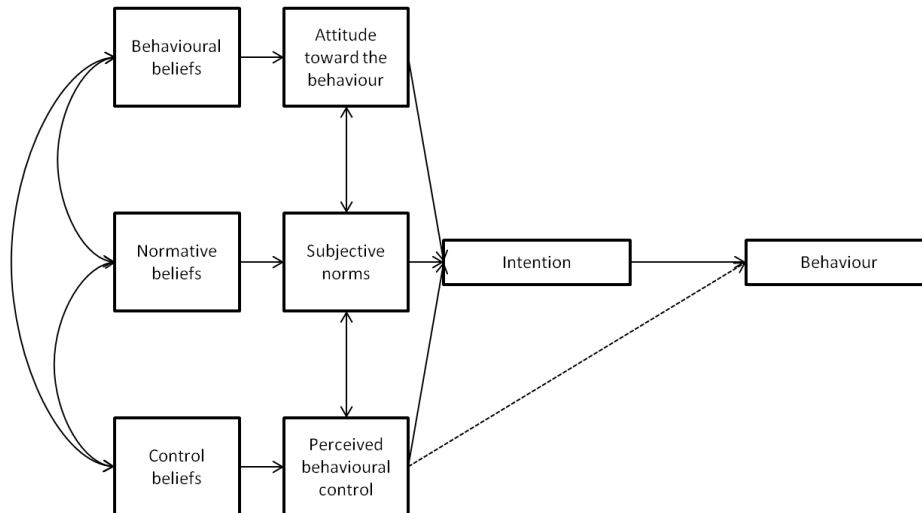 Behavioural
beliefs
Attitude
toward the
behaviour
Normative
beliefs
Subjective
norms
Intention
Behaviour
Control
beliefs
Perceived
behavioural
control